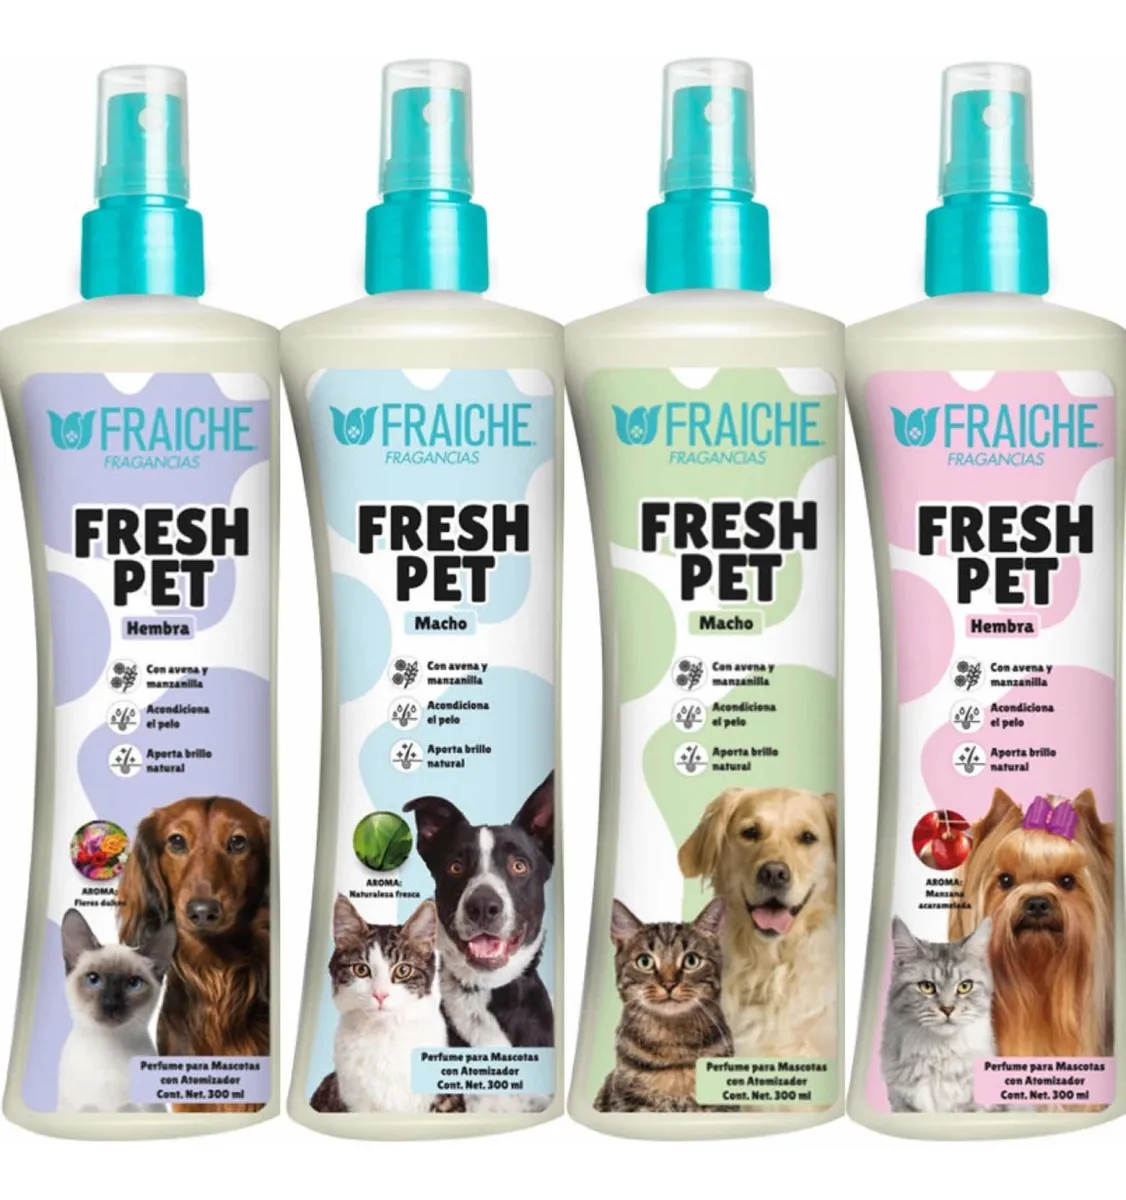 FRAICHE
FRAGANCIAS
FRESH
PET
Hembra
Con avena y
manzanilla
Acondiciona
el pelo
Aporta brillo
natural
AROMA:
Flores dulces
Perfume para Mascotas
con Atomizador
Cont. Net. 300 ml
FRAICHE
FRAGANCIAS
FRESH
PET
Macho
Con avena y
manzanilla
Acondiciona
el pelo
Aporta brillo
natural
AROMA:
Naturaleza fresca
Perfume para Mascotas
con Atomizador
Cont. Net. 300 ml
FRAICHE
FRAGANCIAS
FRESH
PET
Macho
Con avena y
manzanilla
Acondiciona
el pelo
Aporta brillo
natural
Perfume para Mascotas
con Atomizador
Cont. Net. 300 ml
FRAICHE
FRAGANCIAS
FRESH
PET
Hembra
Con avena y
manzanilla
Acondiciona
el pelo
Aporta brillo
natural
AROMA:
Manzana
acaramelada
Perfume para Mascotas
con Atomizador
Cont. Net. 300 ml